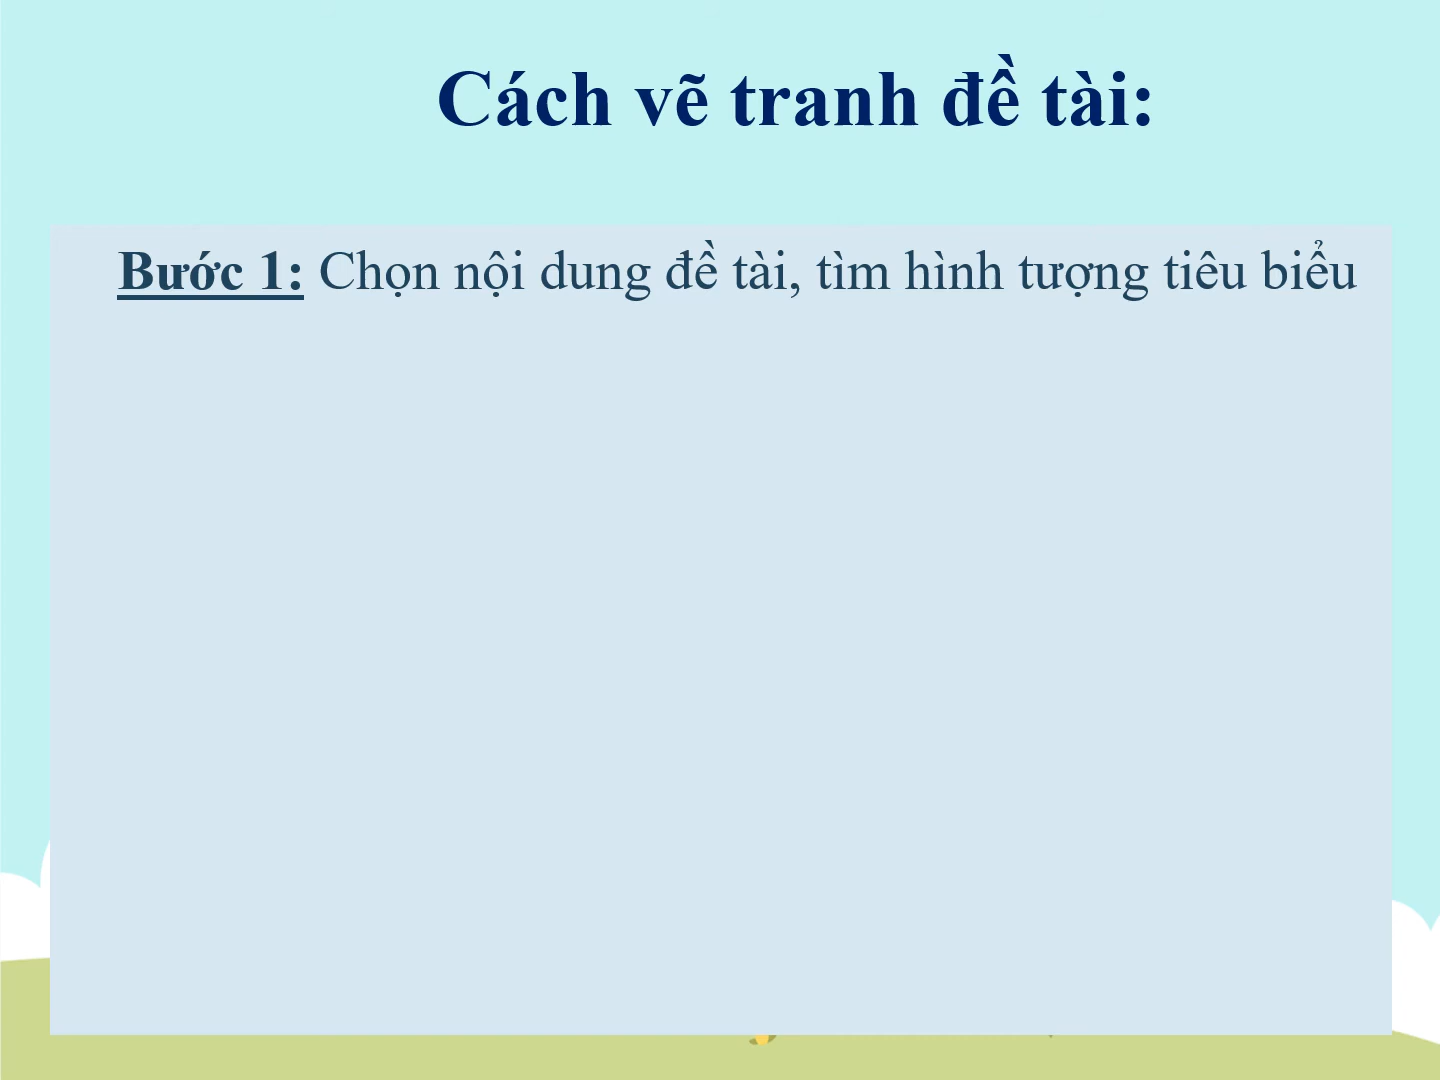 Cách vẽ tranh đề tài:
Bước 1: Chọn nội dung đề tài, tìm hình tượng tiêu biểu